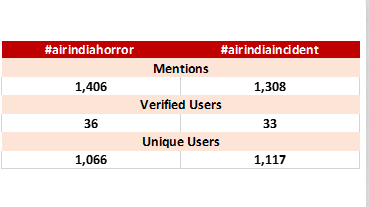 #airindiahorror #airindiaincident
Mentions
1,406 1,308
Verified Users
36 33
Unique Users
1,066 1,117